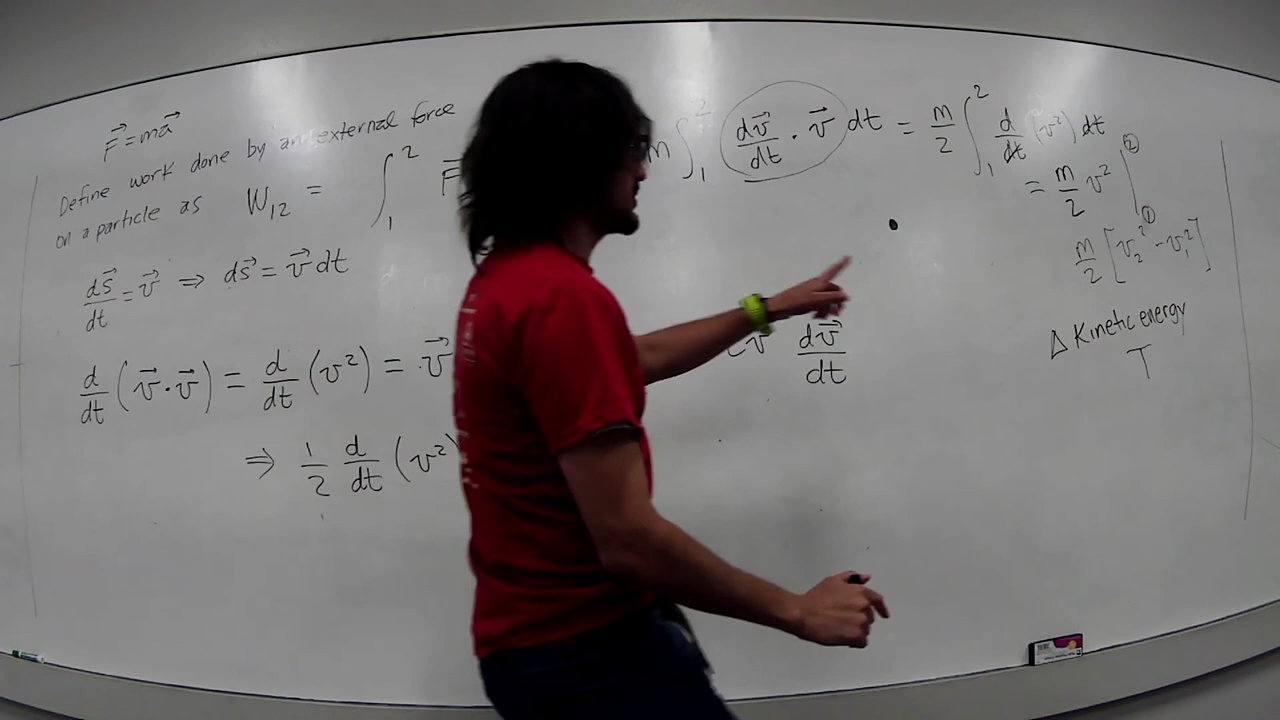 F⃗ = ma⃗
Define work done by an external force
on a particle as W₁₂ = ∫₁² F⃗
m ∫₁² dv⃗/dt · v⃗ dt = m/2 ∫₁² d/dt (v²) dt
= m/2 v² |
① ②
m/2 [v₂² - v₁²]
Δ Kinetic energy
T
ds⃗/dt = v⃗ ⇒ ds⃗ = v⃗ dt
d/dt (v⃗ · v⃗) = d/dt (v²) = v⃗
dv⃗/dt
⇒ 1/2 d/dt (v²)